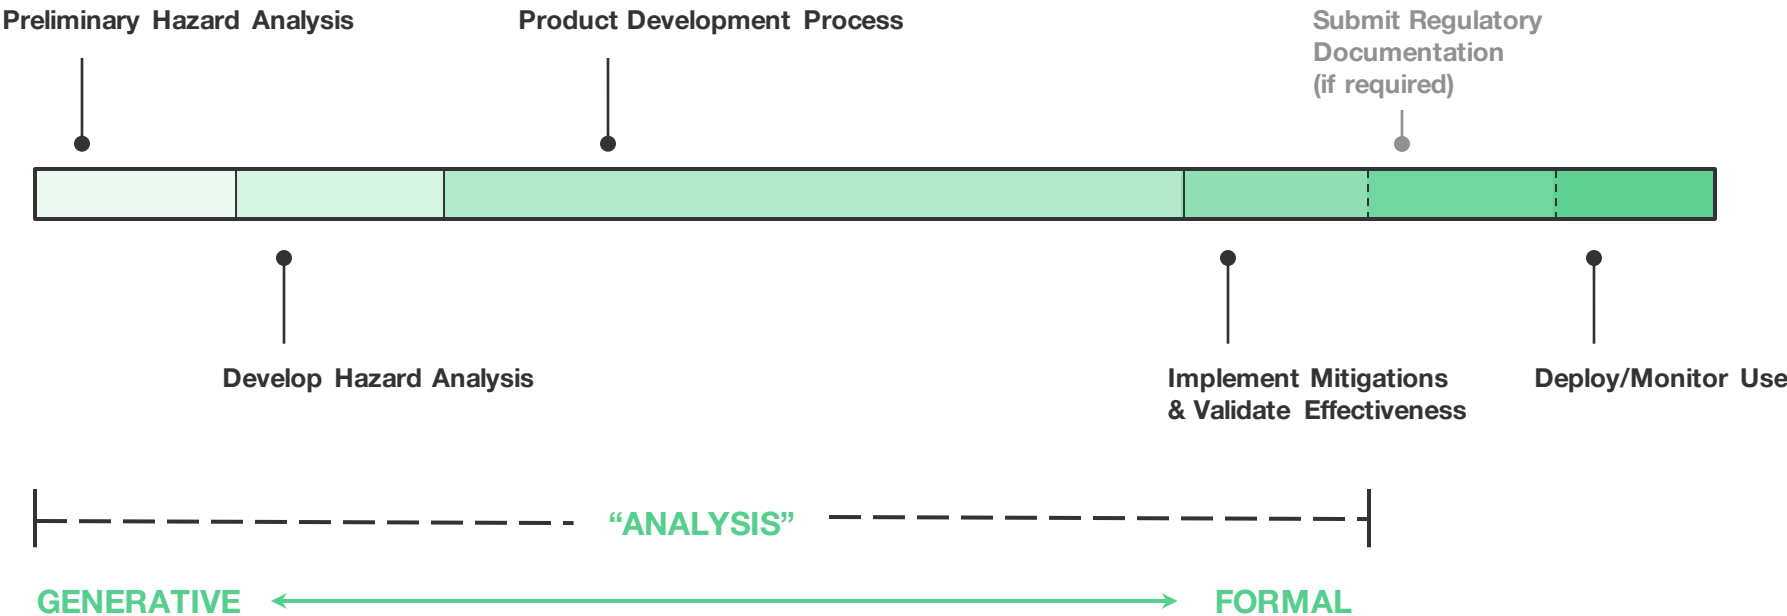 Preliminary Hazard Analysis
Product Development Process
Submit Regulatory
Documentation
(if required)
Develop Hazard Analysis
Implement Mitigations
& Validate Effectiveness
Deploy/Monitor Use
“ANALYSIS”
GENERATIVE
FORMAL